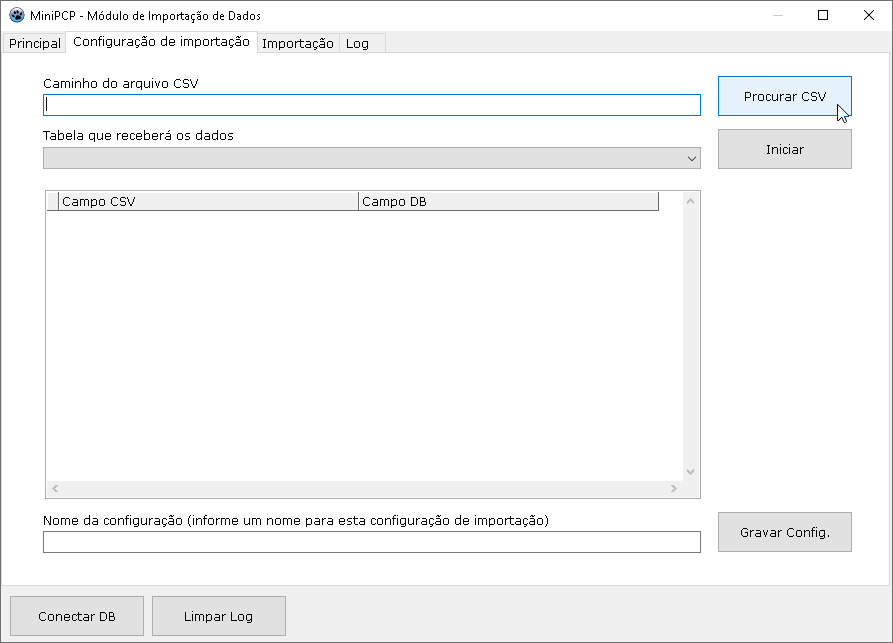 MiniPCP - Módulo de Importação de Dados
Principal Configuração de importação Importação Log
Caminho do arquivo CSV
Procurar CSV
Tabela que receberá os dados
Iniciar
Campo CSV Campo DB
Nome da configuração (informe um nome para esta configuração de importação)
Gravar Config.
Conectar DB Limpar Log